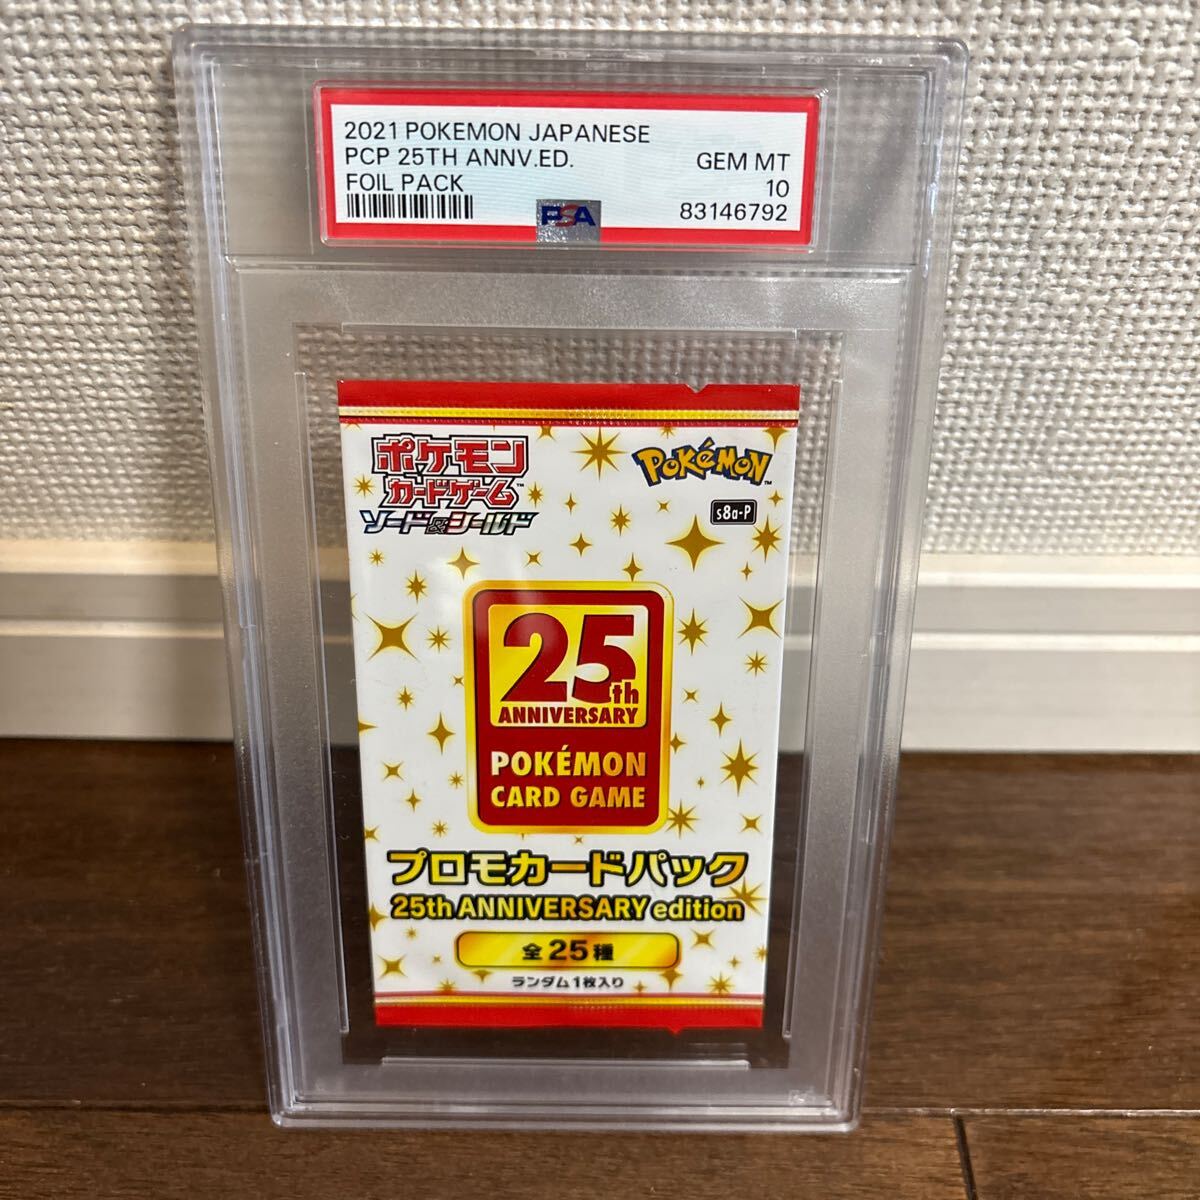 2021 POKEMON JAPANESE
PCP 25TH ANNV.ED. GEM MT
FOIL PACK 10
PSA 83146792
ポケモン
カードゲーム™
ソード&シールド
Pokémon™
s8a-P
25th
ANNIVERSARY
POKÉMON
CARD GAME
プロモカードパック
25th ANNIVERSARY edition
全25種
ランダム1枚入り